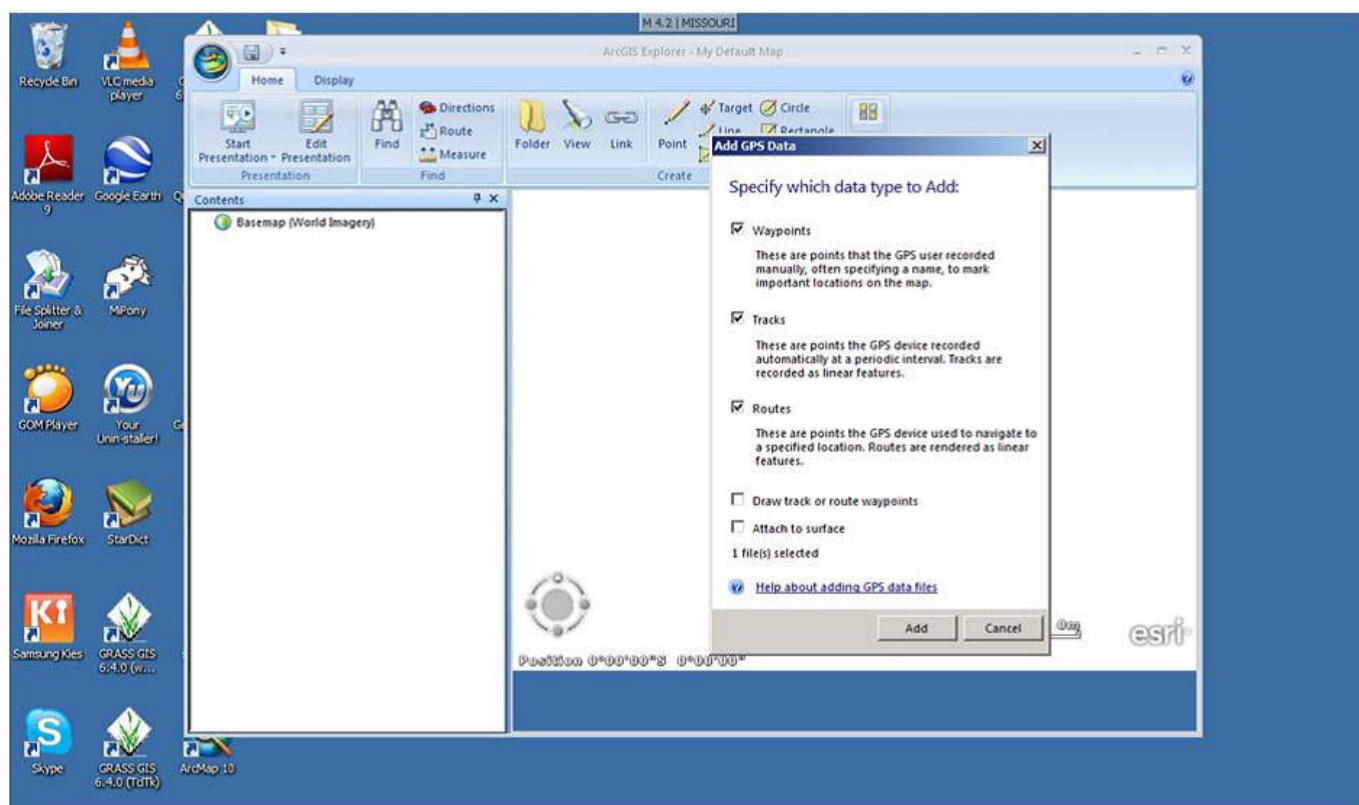 M 4.2 | MISSOURI
Recycle Bin
VLC media player
Adobe Reader 9
Google Earth
File Splitter & Joiner
MiPony
GOM Player
Your Unin-staller!
Mozilla Firefox
StarDict
Samsung Kies
GRASS GIS 6.4.0 (w...
Skype
GRASS GIS 6.4.0 (TclTk)
ArcMap 10
ArcGIS Explorer - My Default Map
Home Display
Start Presentation
Edit Presentation
Presentation
Find
Directions
Route
Measure
Find
Folder
View
Link
Point
Target
Circle
Line
Rectangle
Create
Contents
Basemap (World Imagery)
Add GPS Data
Specify which data type to Add:
Waypoints
These are points that the GPS user recorded
manually, often specifying a name, to mark
important locations on the map.
Tracks
These are points the GPS device recorded
automatically at a periodic interval. Tracks are
recorded as linear features.
Routes
These are points the GPS device used to navigate to
a specified location. Routes are rendered as linear
features.
Draw track or route waypoints
Attach to surface
1 file(s) selected
Help about adding GPS data files
Add Cancel
Position 0°00'00"S 0°00'00"
0m
esri